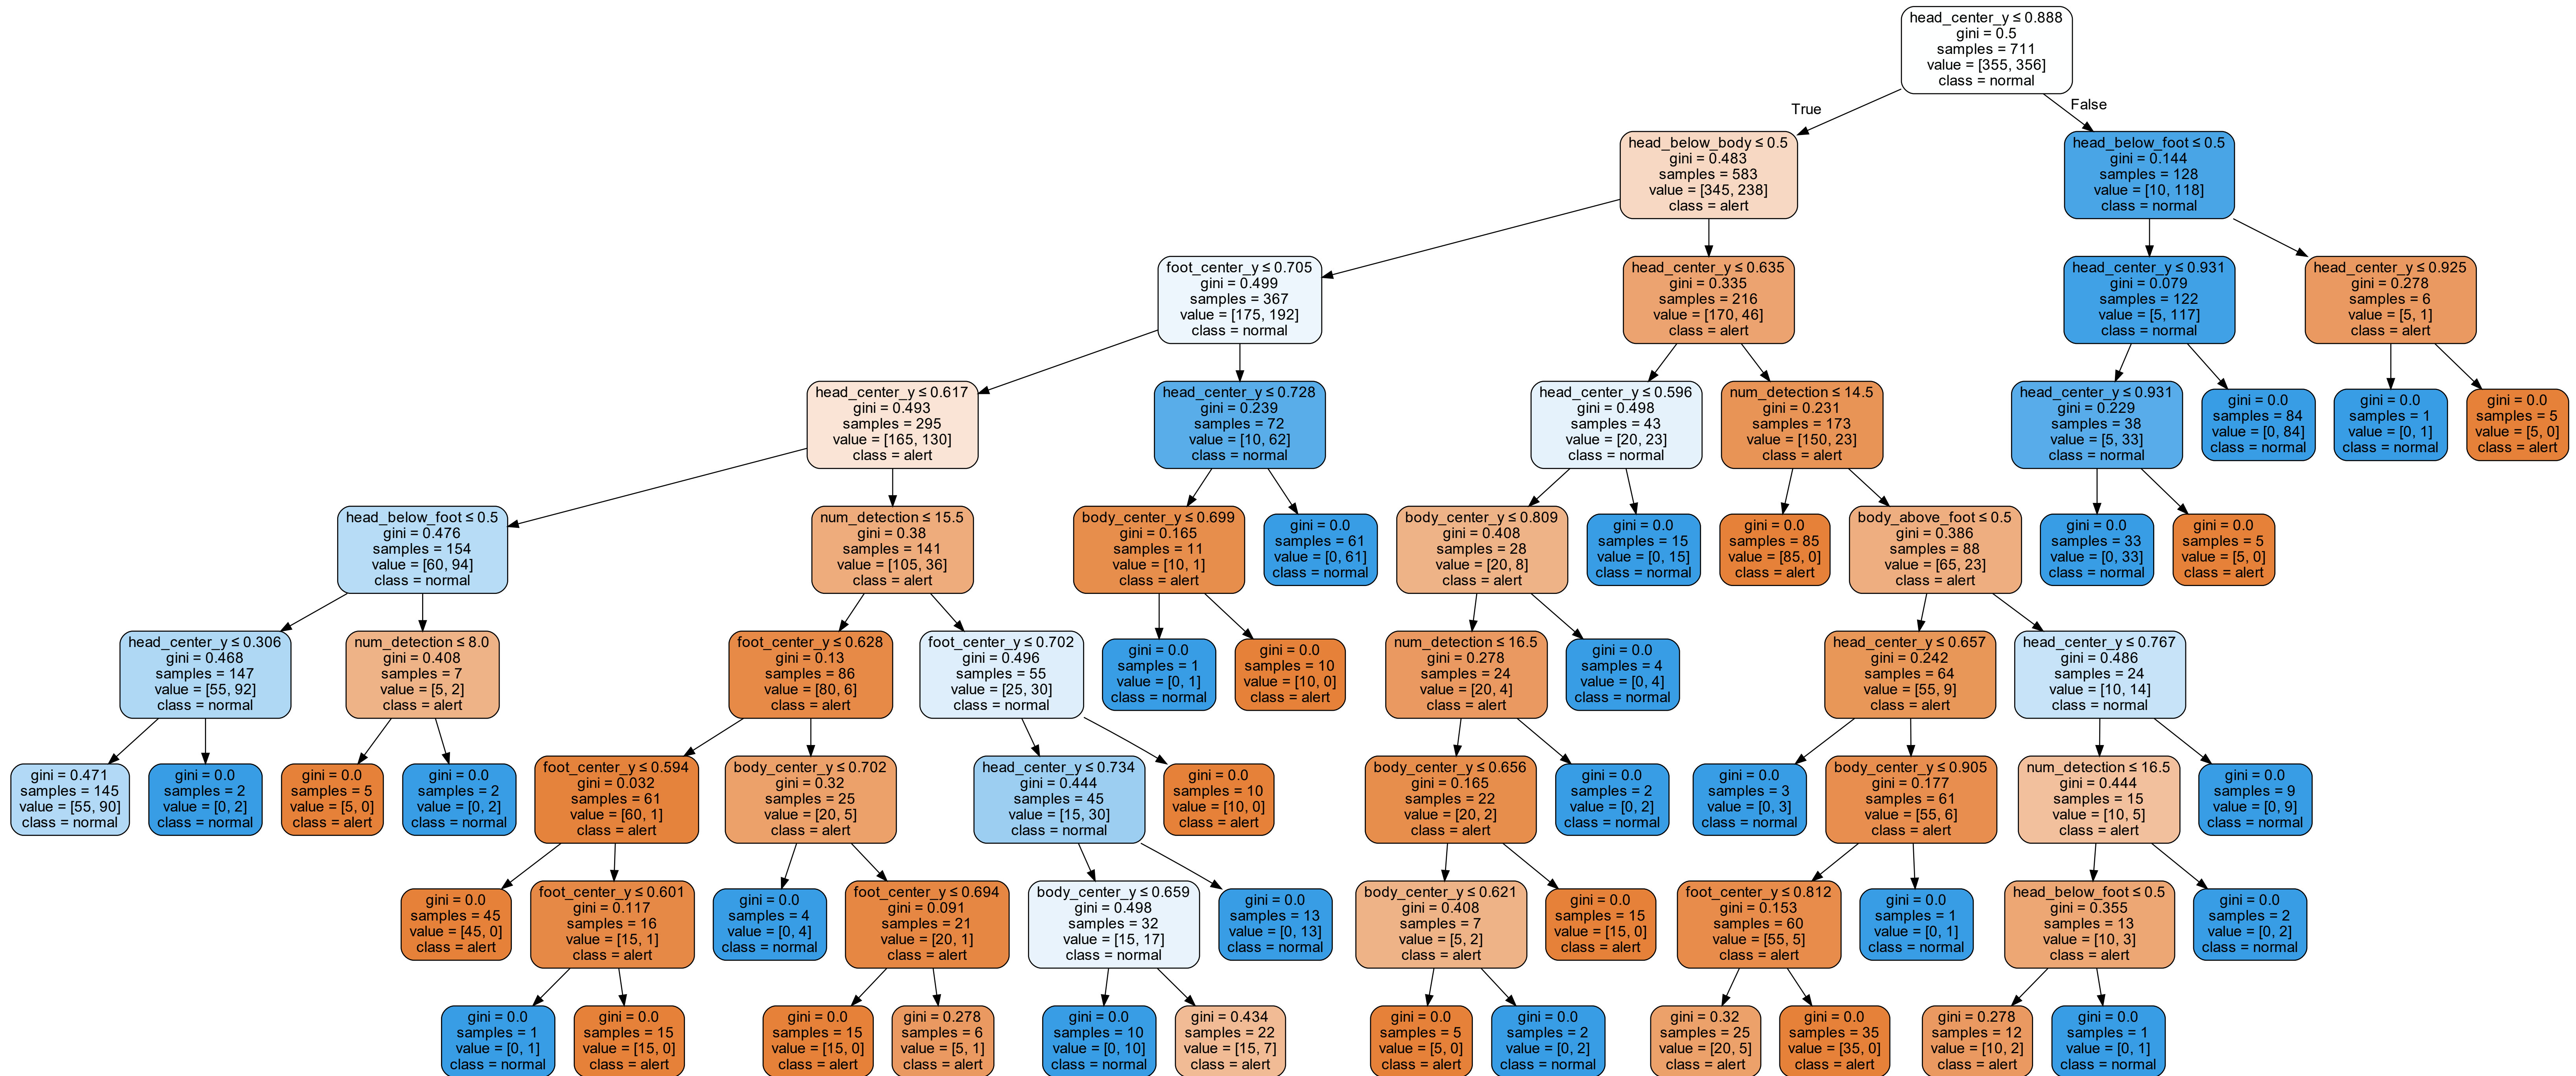 head_center_y ≤ 0.888
gini = 0.5
samples = 711
value = [355, 356]
class = normal
True
False
head_below_body ≤ 0.5
gini = 0.483
samples = 583
value = [345, 238]
class = alert
head_below_foot ≤ 0.5
gini = 0.144
samples = 128
value = [10, 118]
class = normal
foot_center_y ≤ 0.705
gini = 0.499
samples = 367
value = [175, 192]
class = normal
head_center_y ≤ 0.635
gini = 0.335
samples = 216
value = [170, 46]
class = alert
head_center_y ≤ 0.931
gini = 0.079
samples = 122
value = [5, 117]
class = normal
head_center_y ≤ 0.925
gini = 0.278
samples = 6
value = [5, 1]
class = alert
head_center_y ≤ 0.617
gini = 0.493
samples = 295
value = [165, 130]
class = alert
head_center_y ≤ 0.728
gini = 0.239
samples = 72
value = [10, 62]
class = normal
head_center_y ≤ 0.596
gini = 0.498
samples = 43
value = [20, 23]
class = normal
num_detection ≤ 14.5
gini = 0.231
samples = 173
value = [150, 23]
class = alert
head_center_y ≤ 0.931
gini = 0.229
samples = 38
value = [5, 33]
class = normal
gini = 0.0
samples = 84
value = [0, 84]
class = normal
gini = 0.0
samples = 1
value = [0, 1]
class = normal
gini = 0.0
samples = 5
value = [5, 0]
class = alert
head_below_foot ≤ 0.5
gini = 0.476
samples = 154
value = [60, 94]
class = normal
num_detection ≤ 15.5
gini = 0.38
samples = 141
value = [105, 36]
class = alert
body_center_y ≤ 0.699
gini = 0.165
samples = 11
value = [10, 1]
class = alert
gini = 0.0
samples = 61
value = [0, 61]
class = normal
body_center_y ≤ 0.809
gini = 0.408
samples = 28
value = [20, 8]
class = alert
gini = 0.0
samples = 15
value = [0, 15]
class = normal
gini = 0.0
samples = 85
value = [85, 0]
class = alert
body_above_foot ≤ 0.5
gini = 0.386
samples = 88
value = [65, 23]
class = alert
gini = 0.0
samples = 33
value = [0, 33]
class = normal
gini = 0.0
samples = 5
value = [5, 0]
class = alert
head_center_y ≤ 0.306
gini = 0.468
samples = 147
value = [55, 92]
class = normal
num_detection ≤ 8.0
gini = 0.408
samples = 7
value = [5, 2]
class = alert
foot_center_y ≤ 0.628
gini = 0.13
samples = 86
value = [80, 6]
class = alert
foot_center_y ≤ 0.702
gini = 0.496
samples = 55
value = [25, 30]
class = normal
gini = 0.0
samples = 1
value = [0, 1]
class = normal
gini = 0.0
samples = 10
value = [10, 0]
class = alert
num_detection ≤ 16.5
gini = 0.278
samples = 24
value = [20, 4]
class = alert
gini = 0.0
samples = 4
value = [0, 4]
class = normal
head_center_y ≤ 0.657
gini = 0.242
samples = 64
value = [55, 9]
class = alert
head_center_y ≤ 0.767
gini = 0.486
samples = 24
value = [10, 14]
class = normal
gini = 0.471
samples = 145
value = [55, 90]
class = normal
gini = 0.0
samples = 2
value = [0, 2]
class = normal
gini = 0.0
samples = 5
value = [5, 0]
class = alert
gini = 0.0
samples = 2
value = [0, 2]
class = normal
foot_center_y ≤ 0.594
gini = 0.032
samples = 61
value = [60, 1]
class = alert
body_center_y ≤ 0.702
gini = 0.32
samples = 25
value = [20, 5]
class = alert
head_center_y ≤ 0.734
gini = 0.444
samples = 45
value = [15, 30]
class = normal
gini = 0.0
samples = 10
value = [10, 0]
class = alert
body_center_y ≤ 0.656
gini = 0.165
samples = 22
value = [20, 2]
class = alert
gini = 0.0
samples = 2
value = [0, 2]
class = normal
gini = 0.0
samples = 3
value = [0, 3]
class = normal
body_center_y ≤ 0.905
gini = 0.177
samples = 61
value = [55, 6]
class = alert
num_detection ≤ 16.5
gini = 0.444
samples = 15
value = [10, 5]
class = alert
gini = 0.0
samples = 9
value = [0, 9]
class = normal
gini = 0.0
samples = 45
value = [45, 0]
class = alert
foot_center_y ≤ 0.601
gini = 0.117
samples = 16
value = [15, 1]
class = alert
gini = 0.0
samples = 4
value = [0, 4]
class = normal
foot_center_y ≤ 0.694
gini = 0.091
samples = 21
value = [20, 1]
class = alert
body_center_y ≤ 0.659
gini = 0.498
samples = 32
value = [15, 17]
class = normal
gini = 0.0
samples = 13
value = [0, 13]
class = normal
body_center_y ≤ 0.621
gini = 0.408
samples = 7
value = [5, 2]
class = alert
gini = 0.0
samples = 15
value = [15, 0]
class = alert
foot_center_y ≤ 0.812
gini = 0.153
samples = 60
value = [55, 5]
class = alert
gini = 0.0
samples = 1
value = [0, 1]
class = normal
head_below_foot ≤ 0.5
gini = 0.355
samples = 13
value = [10, 3]
class = alert
gini = 0.0
samples = 2
value = [0, 2]
class = normal
gini = 0.0
samples = 1
value = [0, 1]
class = normal
gini = 0.0
samples = 15
value = [15, 0]
class = alert
gini = 0.0
samples = 15
value = [15, 0]
class = alert
gini = 0.278
samples = 6
value = [5, 1]
class = alert
gini = 0.0
samples = 10
value = [0, 10]
class = normal
gini = 0.434
samples = 22
value = [15, 7]
class = alert
gini = 0.0
samples = 5
value = [5, 0]
class = alert
gini = 0.0
samples = 2
value = [0, 2]
class = normal
gini = 0.32
samples = 25
value = [20, 5]
class = alert
gini = 0.0
samples = 35
value = [35, 0]
class = alert
gini = 0.278
samples = 12
value = [10, 2]
class = alert
gini = 0.0
samples = 1
value = [0, 1]
class = normal